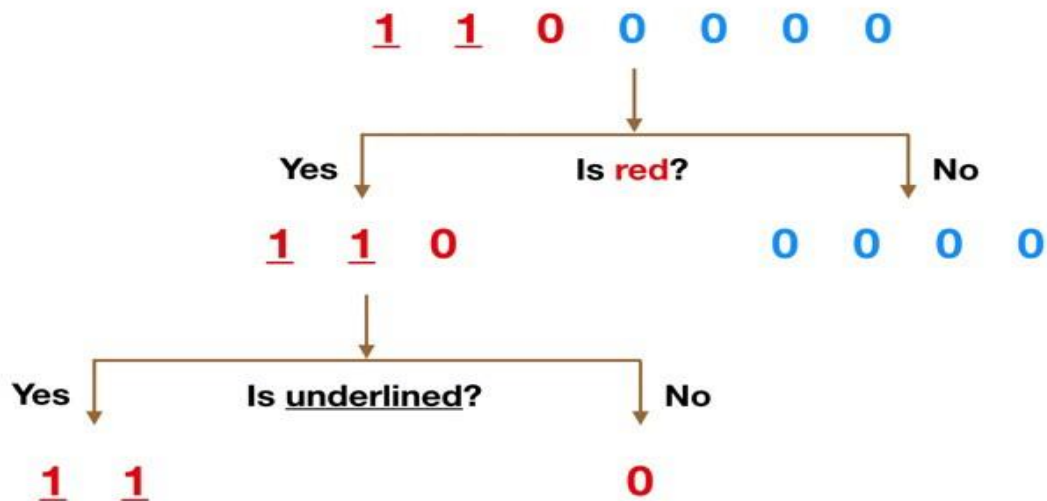 1 1 0 0 0 0 0
Yes Is red? No
1 1 0 0 0 0 0
Yes Is underlined? No
1 1 0